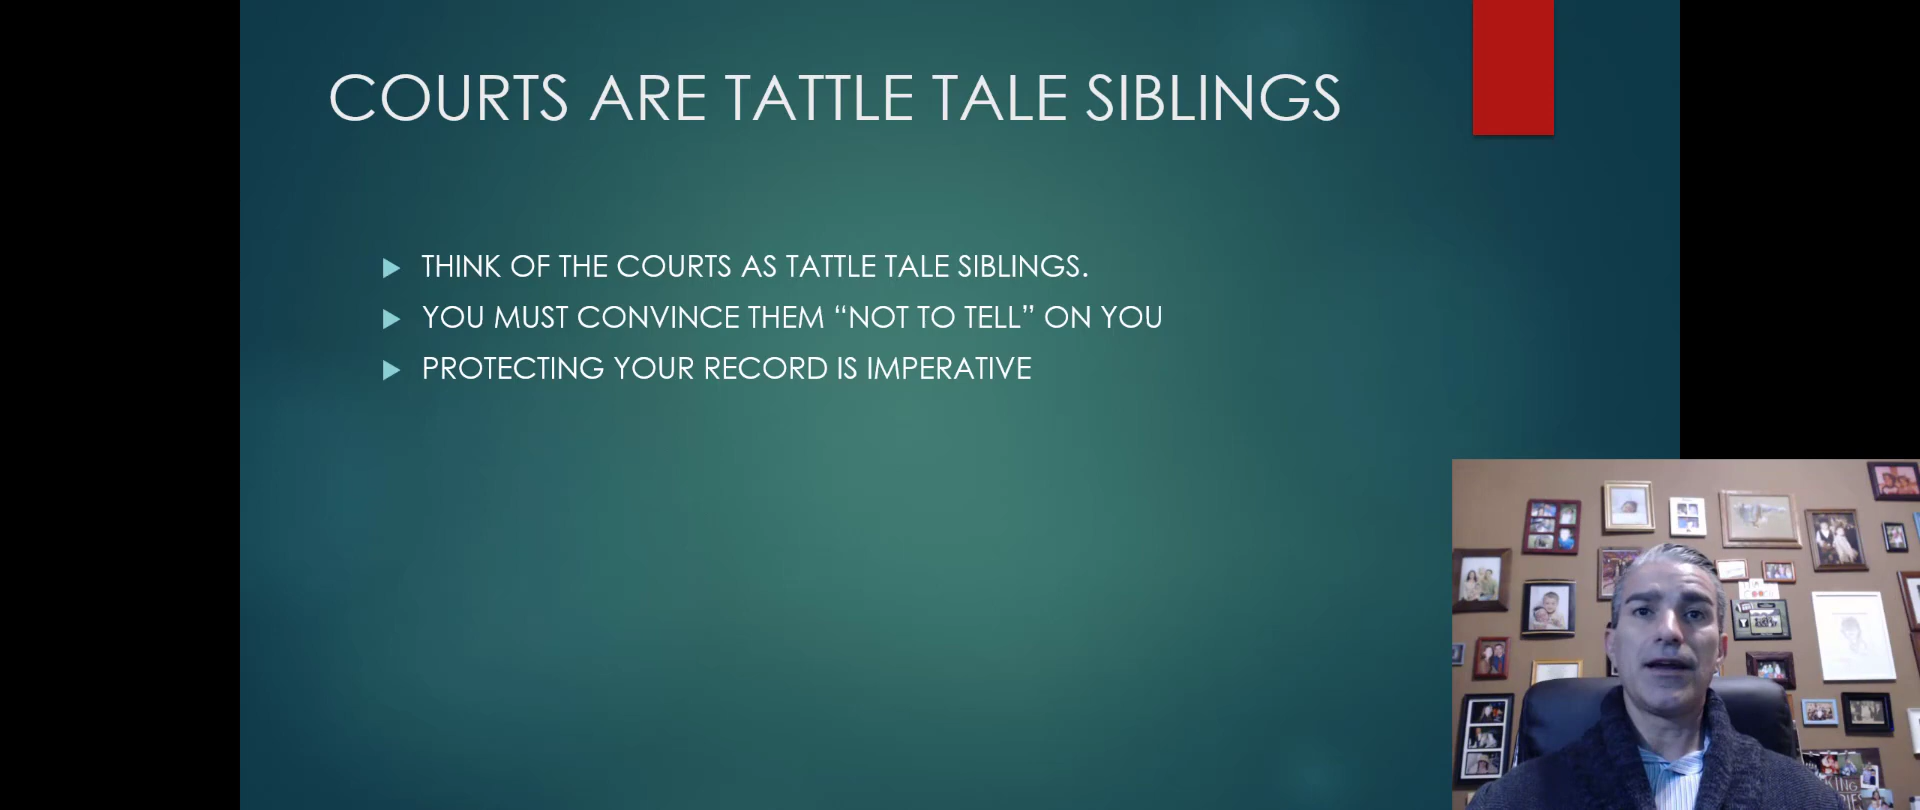 COURTS ARE TATTLE TALE SIBLINGS
THINK OF THE COURTS AS TATTLE TALE SIBLINGS.
YOU MUST CONVINCE THEM “NOT TO TELL” ON YOU
PROTECTING YOUR RECORD IS IMPERATIVE